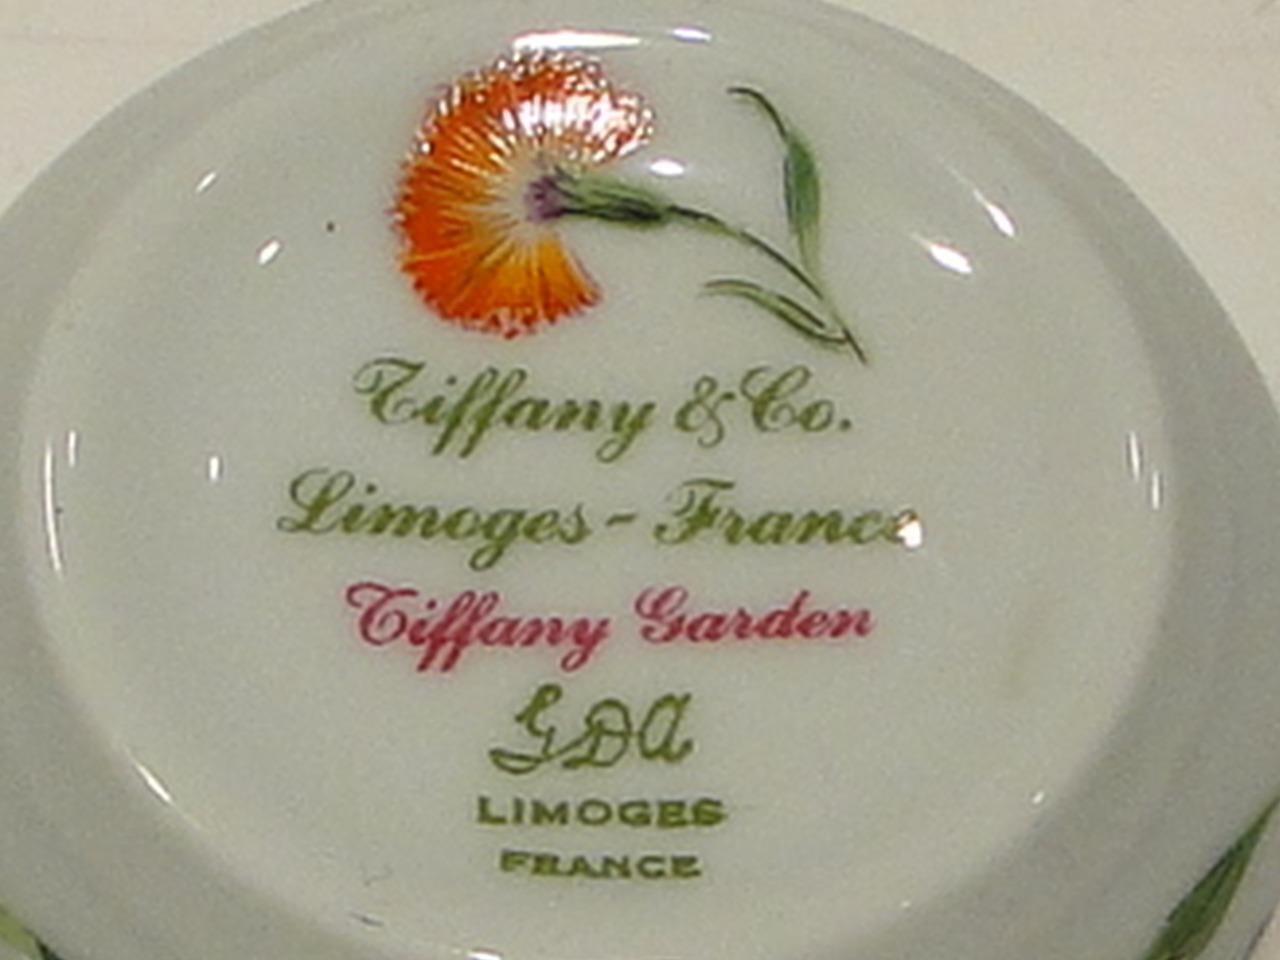 Tiffany & Co.
Limoges - France
Tiffany Garden
GDA
LIMOGES
FRANCE